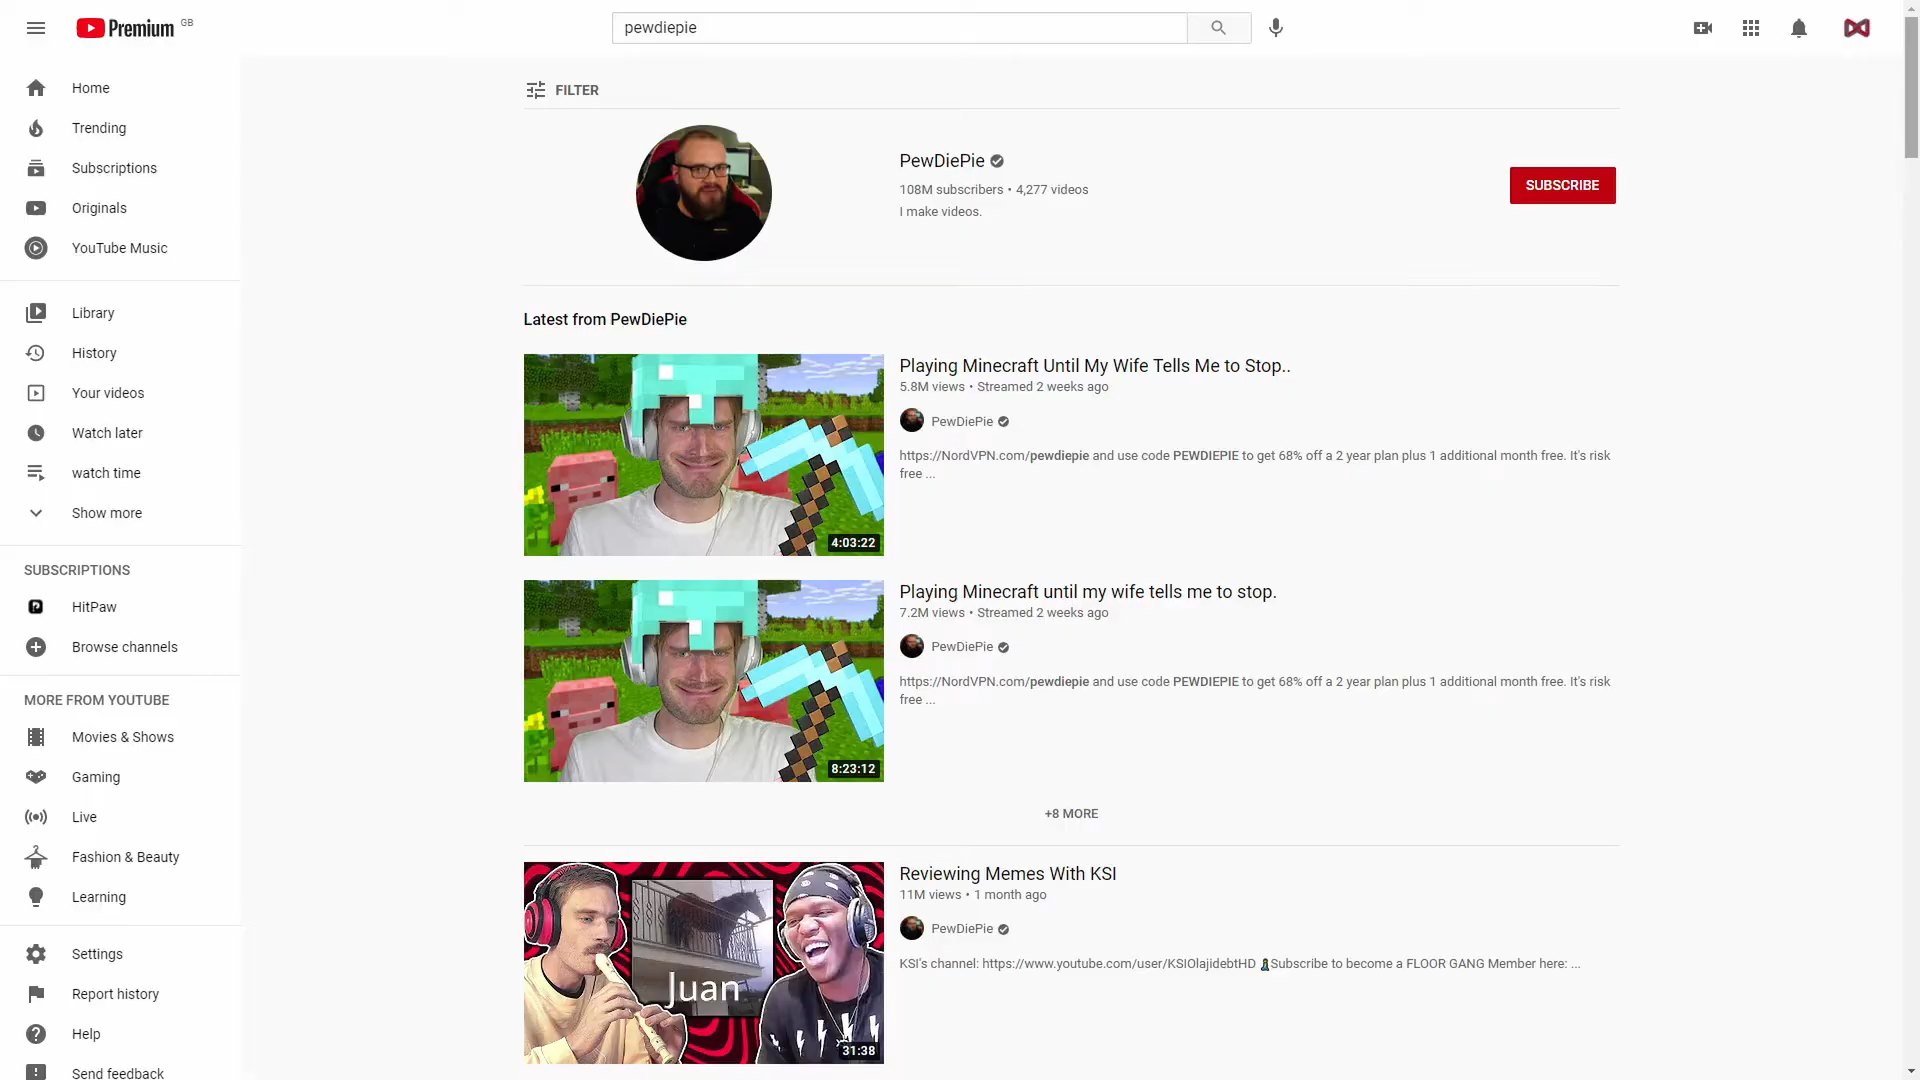 Premium GB
pewdiepie
Home
Trending
Subscriptions
Originals
YouTube Music
Library
History
Your videos
Watch later
watch time
Show more
SUBSCRIPTIONS
HitPaw
Browse channels
MORE FROM YOUTUBE
Movies & Shows
Gaming
Live
Fashion & Beauty
Learning
Settings
Report history
Help
Send feedback
FILTER
PewDiePie
108M subscribers • 4,277 videos
I make videos.
SUBSCRIBE
Latest from PewDiePie
4:03:22
Playing Minecraft Until My Wife Tells Me to Stop..
5.8M views • Streamed 2 weeks ago
PewDiePie
https://NordVPN.com/pewdiepie and use code PEWDIEPIE to get 68% off a 2 year plan plus 1 additional month free. It's risk
free ...
8:23:12
Playing Minecraft until my wife tells me to stop.
7.2M views • Streamed 2 weeks ago
PewDiePie
https://NordVPN.com/pewdiepie and use code PEWDIEPIE to get 68% off a 2 year plan plus 1 additional month free. It's risk
free ...
+8 MORE
Juan
31:38
Reviewing Memes With KSI
11M views • 1 month ago
PewDiePie
KSI's channel: https://www.youtube.com/user/KSIOlajidebtHD Subscribe to become a FLOOR GANG Member here: ...